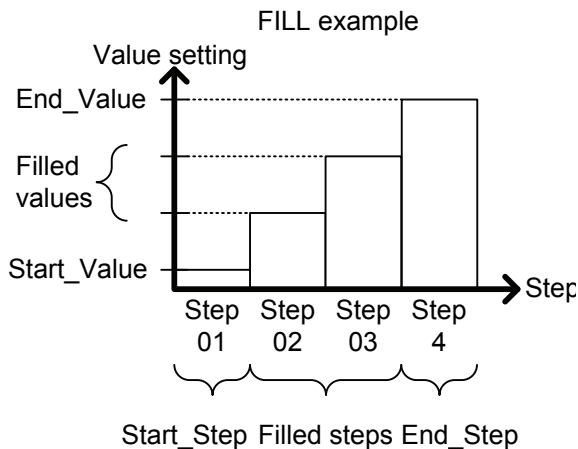 FILL example
Value setting
End_Value
Filled
values
Start_Value
Step
Step Step Step Step
01 02 03 4
Start_Step Filled steps End_Step